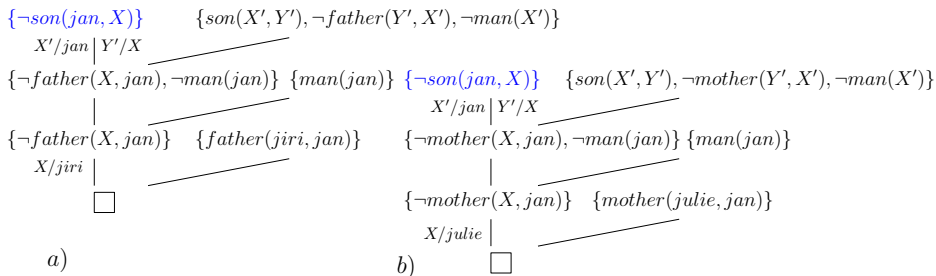 {¬son(jan, X)} {son(X′, Y′), ¬father(Y′, X′), ¬man(X′)}
X′/jan Y′/X
{¬father(X, jan), ¬man(jan)} {man(jan)}
{¬father(X, jan)} {father(jiri, jan)}
X/jiri
a)
{¬son(jan, X)} {son(X′, Y′), ¬mother(Y′, X′), ¬man(X′)}
X′/jan Y′/X
{¬mother(X, jan), ¬man(jan)} {man(jan)}
{¬mother(X, jan)} {mother(julie, jan)}
X/julie
b)